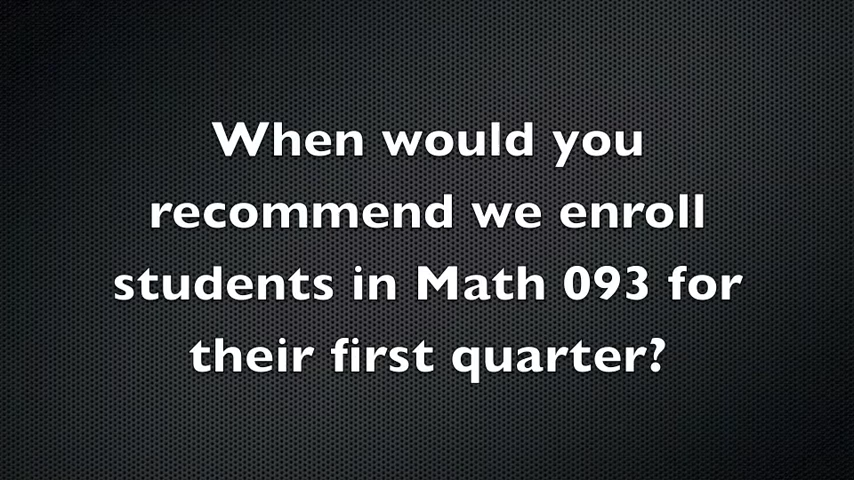 When would you
recommend we enroll
students in Math 093 for
their first quarter?